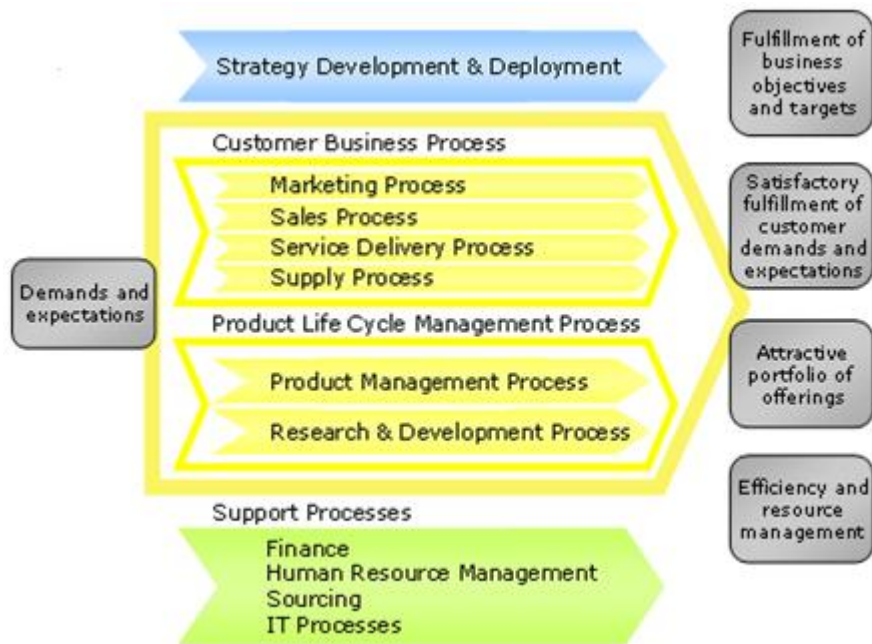 Strategy Development & Deployment
Customer Business Process
Marketing Process
Sales Process
Service Delivery Process
Supply Process
Demands and
expectations
Product Life Cycle Management Process
Product Management Process
Research & Development Process
Support Processes
Finance
Human Resource Management
Sourcing
IT Processes
Fulfillment of
business
objectives
and targets
Satisfactory
fulfillment of
customer
demands and
expectations
Attractive
portfolio of
offerings
Efficiency and
resource
management